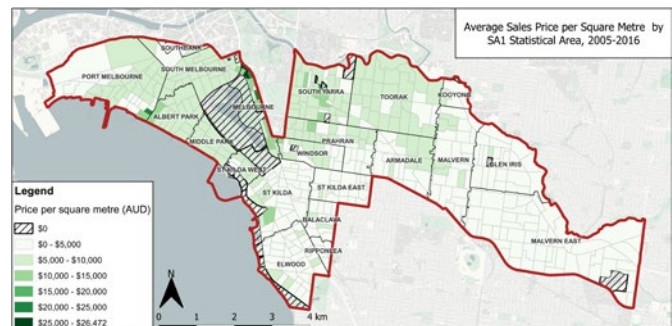 Average Sales Price per Square Metre by
SA1 Statistical Area, 2005-2016
SOUTHBANK
PORT MELBOURNE
SOUTH MELBOURNE
MELBOURNE
ALBERT PARK
MIDDLE PARK
ST KILDA WEST
SOUTH YARRA
TOORAK
KOOYONG
PRAHRAN
WINDSOR
ARMADALE
MALVERN
GLEN IRIS
ST KILDA
ST KILDA EAST
BALACLAVA
RIPPONLEA
ELWOOD
MALVERN EAST
Legend
Price per square metre (AUD)
$0
$0 - $5,000
$5,000 - $10,000
$10,000 - $15,000
$15,000 - $20,000
$20,000 - $25,000
$25,000 - $26,472
N
0 1 2 3 4 km